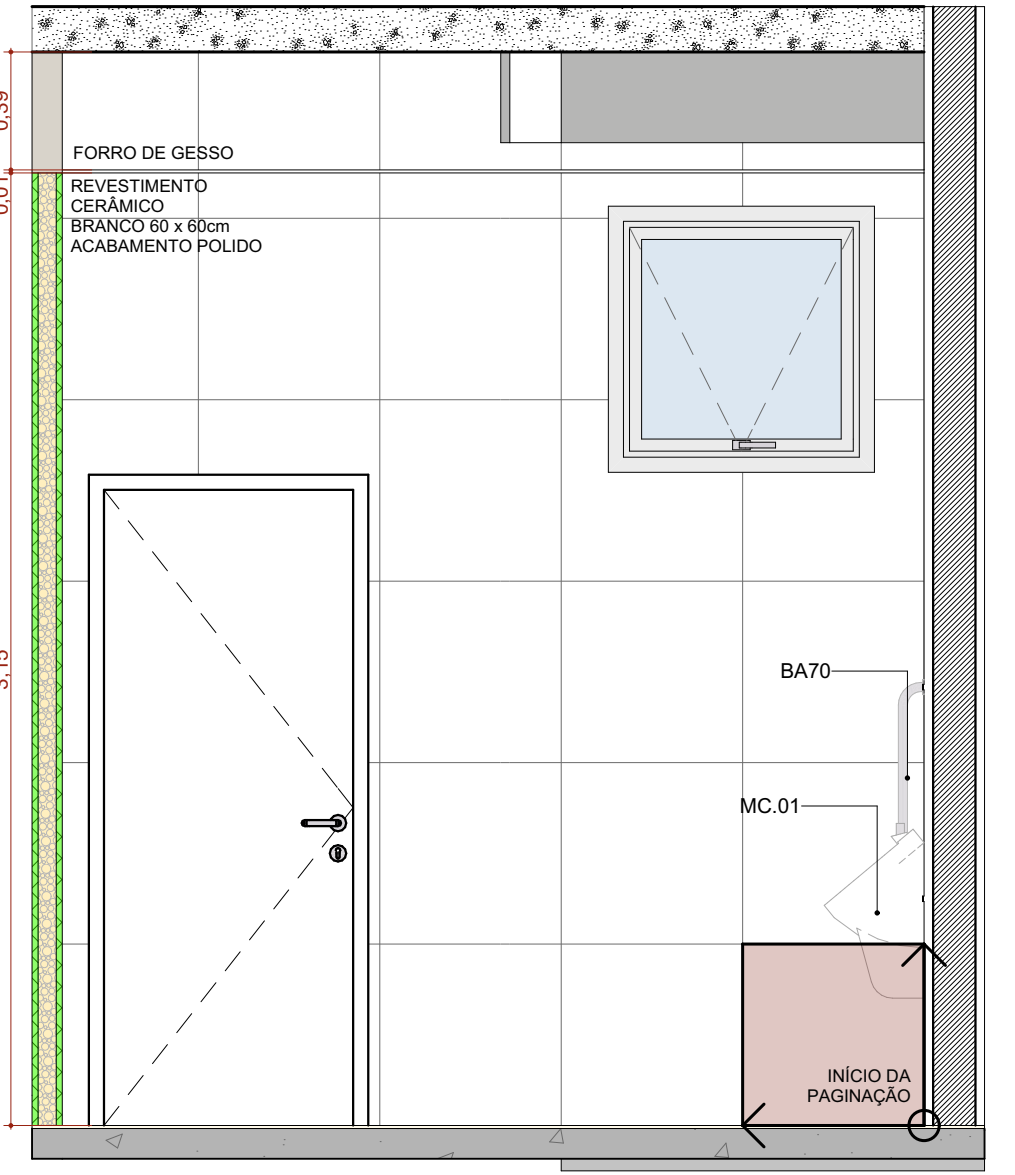 FORRO DE GESSO
REVESTIMENTO
CERÂMICO
BRANCO 60 x 60cm
ACABAMENTO POLIDO
BA70
MC.01
INÍCIO DA
PAGINAÇÃO